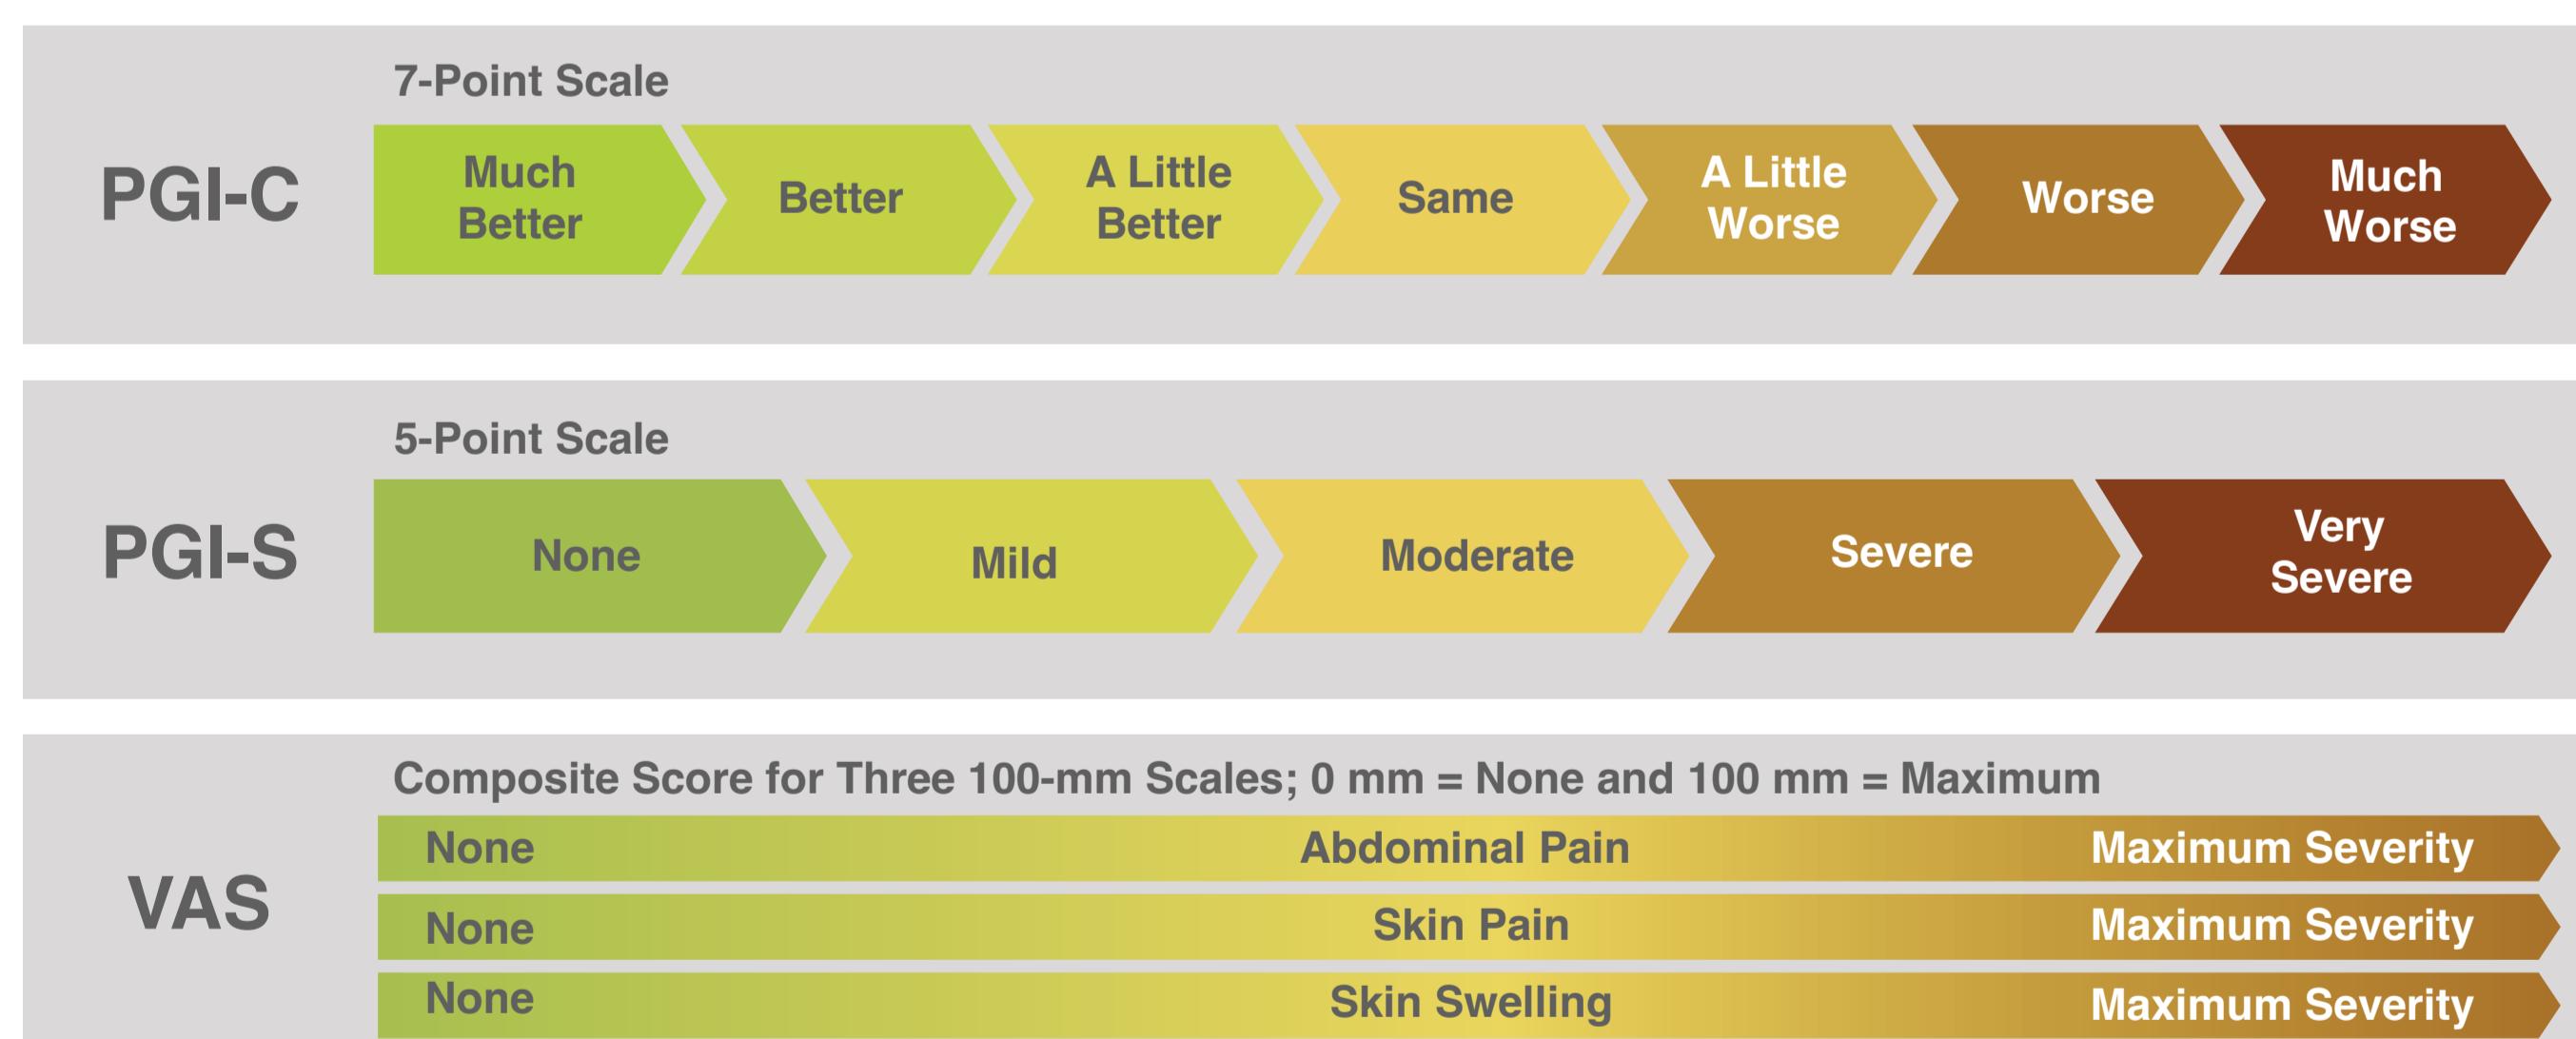 7-Point Scale
PGI-C
Much
Better
Better
A Little
Better
Same
A Little
Worse
Worse
Much
Worse
5-Point Scale
PGI-S
None
Mild
Moderate
Severe
Very
Severe
Composite Score for Three 100-mm Scales; 0 mm = None and 100 mm = Maximum
VAS
None Abdominal Pain Maximum Severity
None Skin Pain Maximum Severity
None Skin Swelling Maximum Severity